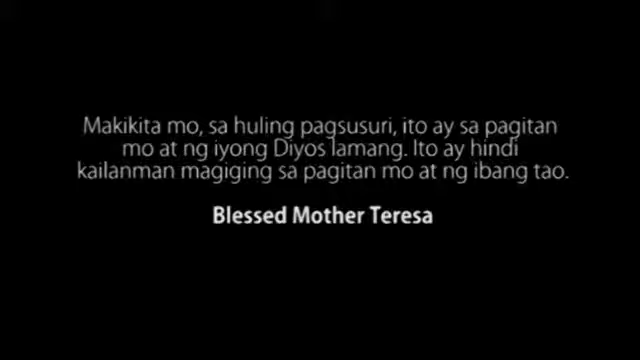 Makikita mo, sa huling pagsusuri, ito ay sa pagitan
mo at ng iyong Diyos lamang. Ito ay hindi
kailanman magiging sa pagitan mo at ng ibang tao.
Blessed Mother Teresa